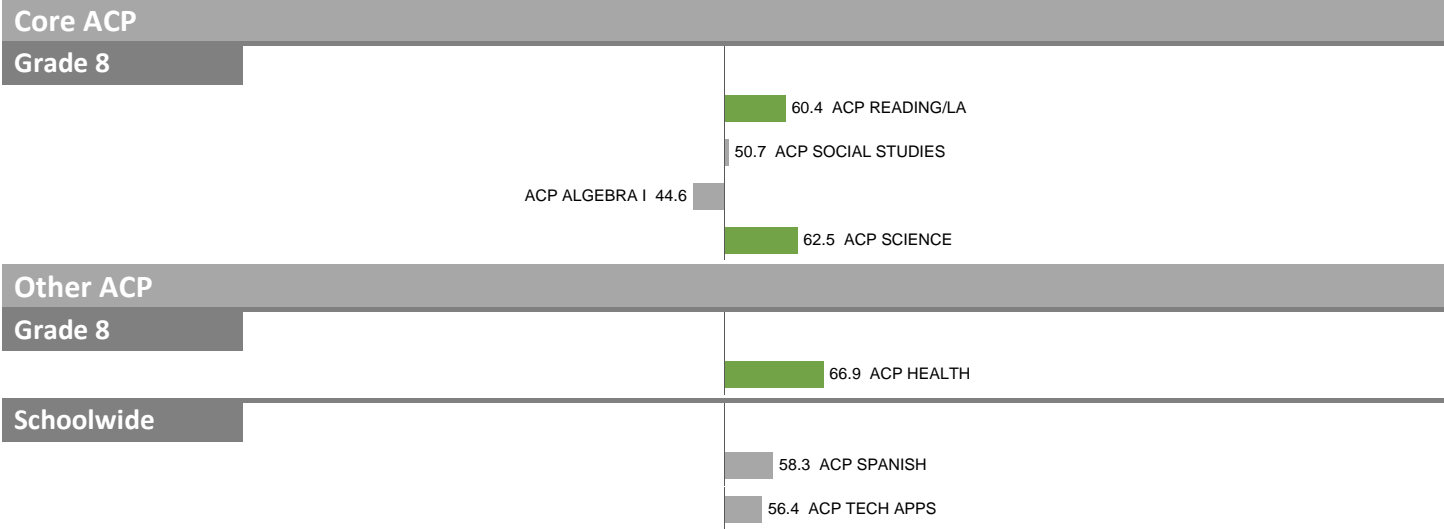 Core ACP
Grade 8
60.4 ACP READING/LA
50.7 ACP SOCIAL STUDIES
ACP ALGEBRA I 44.6
62.5 ACP SCIENCE
Other ACP
Grade 8
66.9 ACP HEALTH
Schoolwide
58.3 ACP SPANISH
56.4 ACP TECH APPS